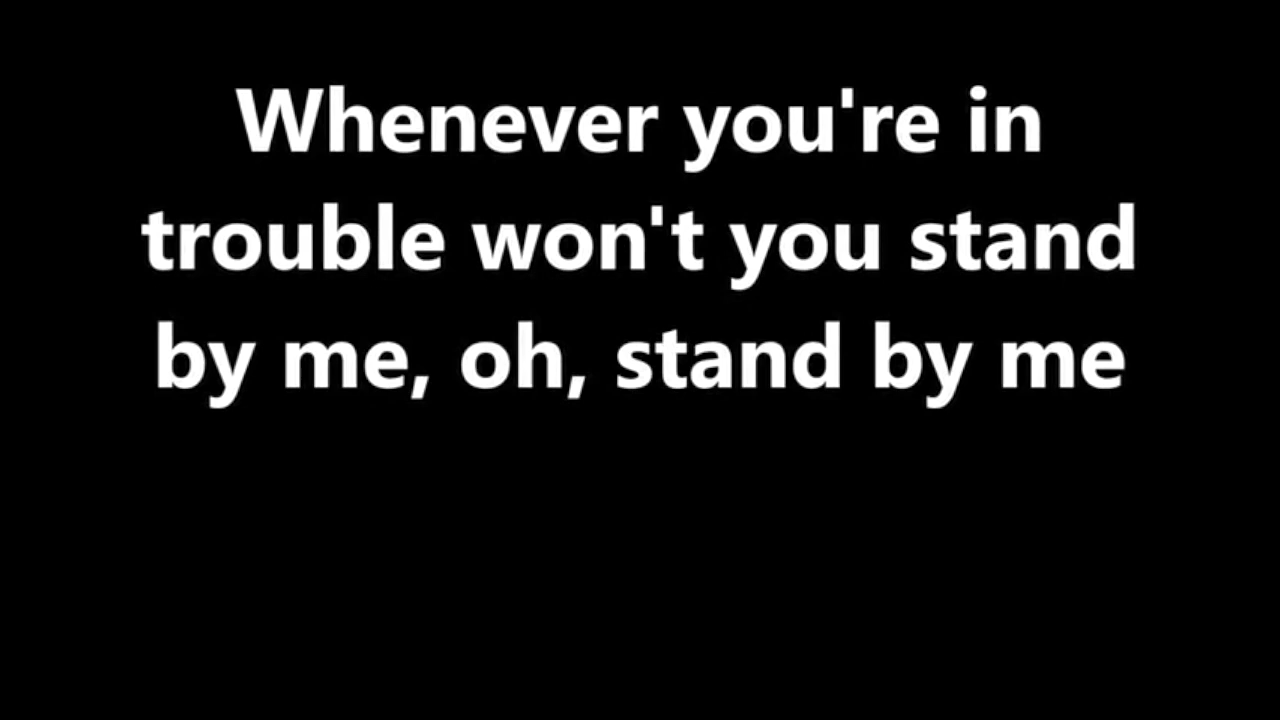 Whenever you're in
trouble won't you stand
by me, oh, stand by me